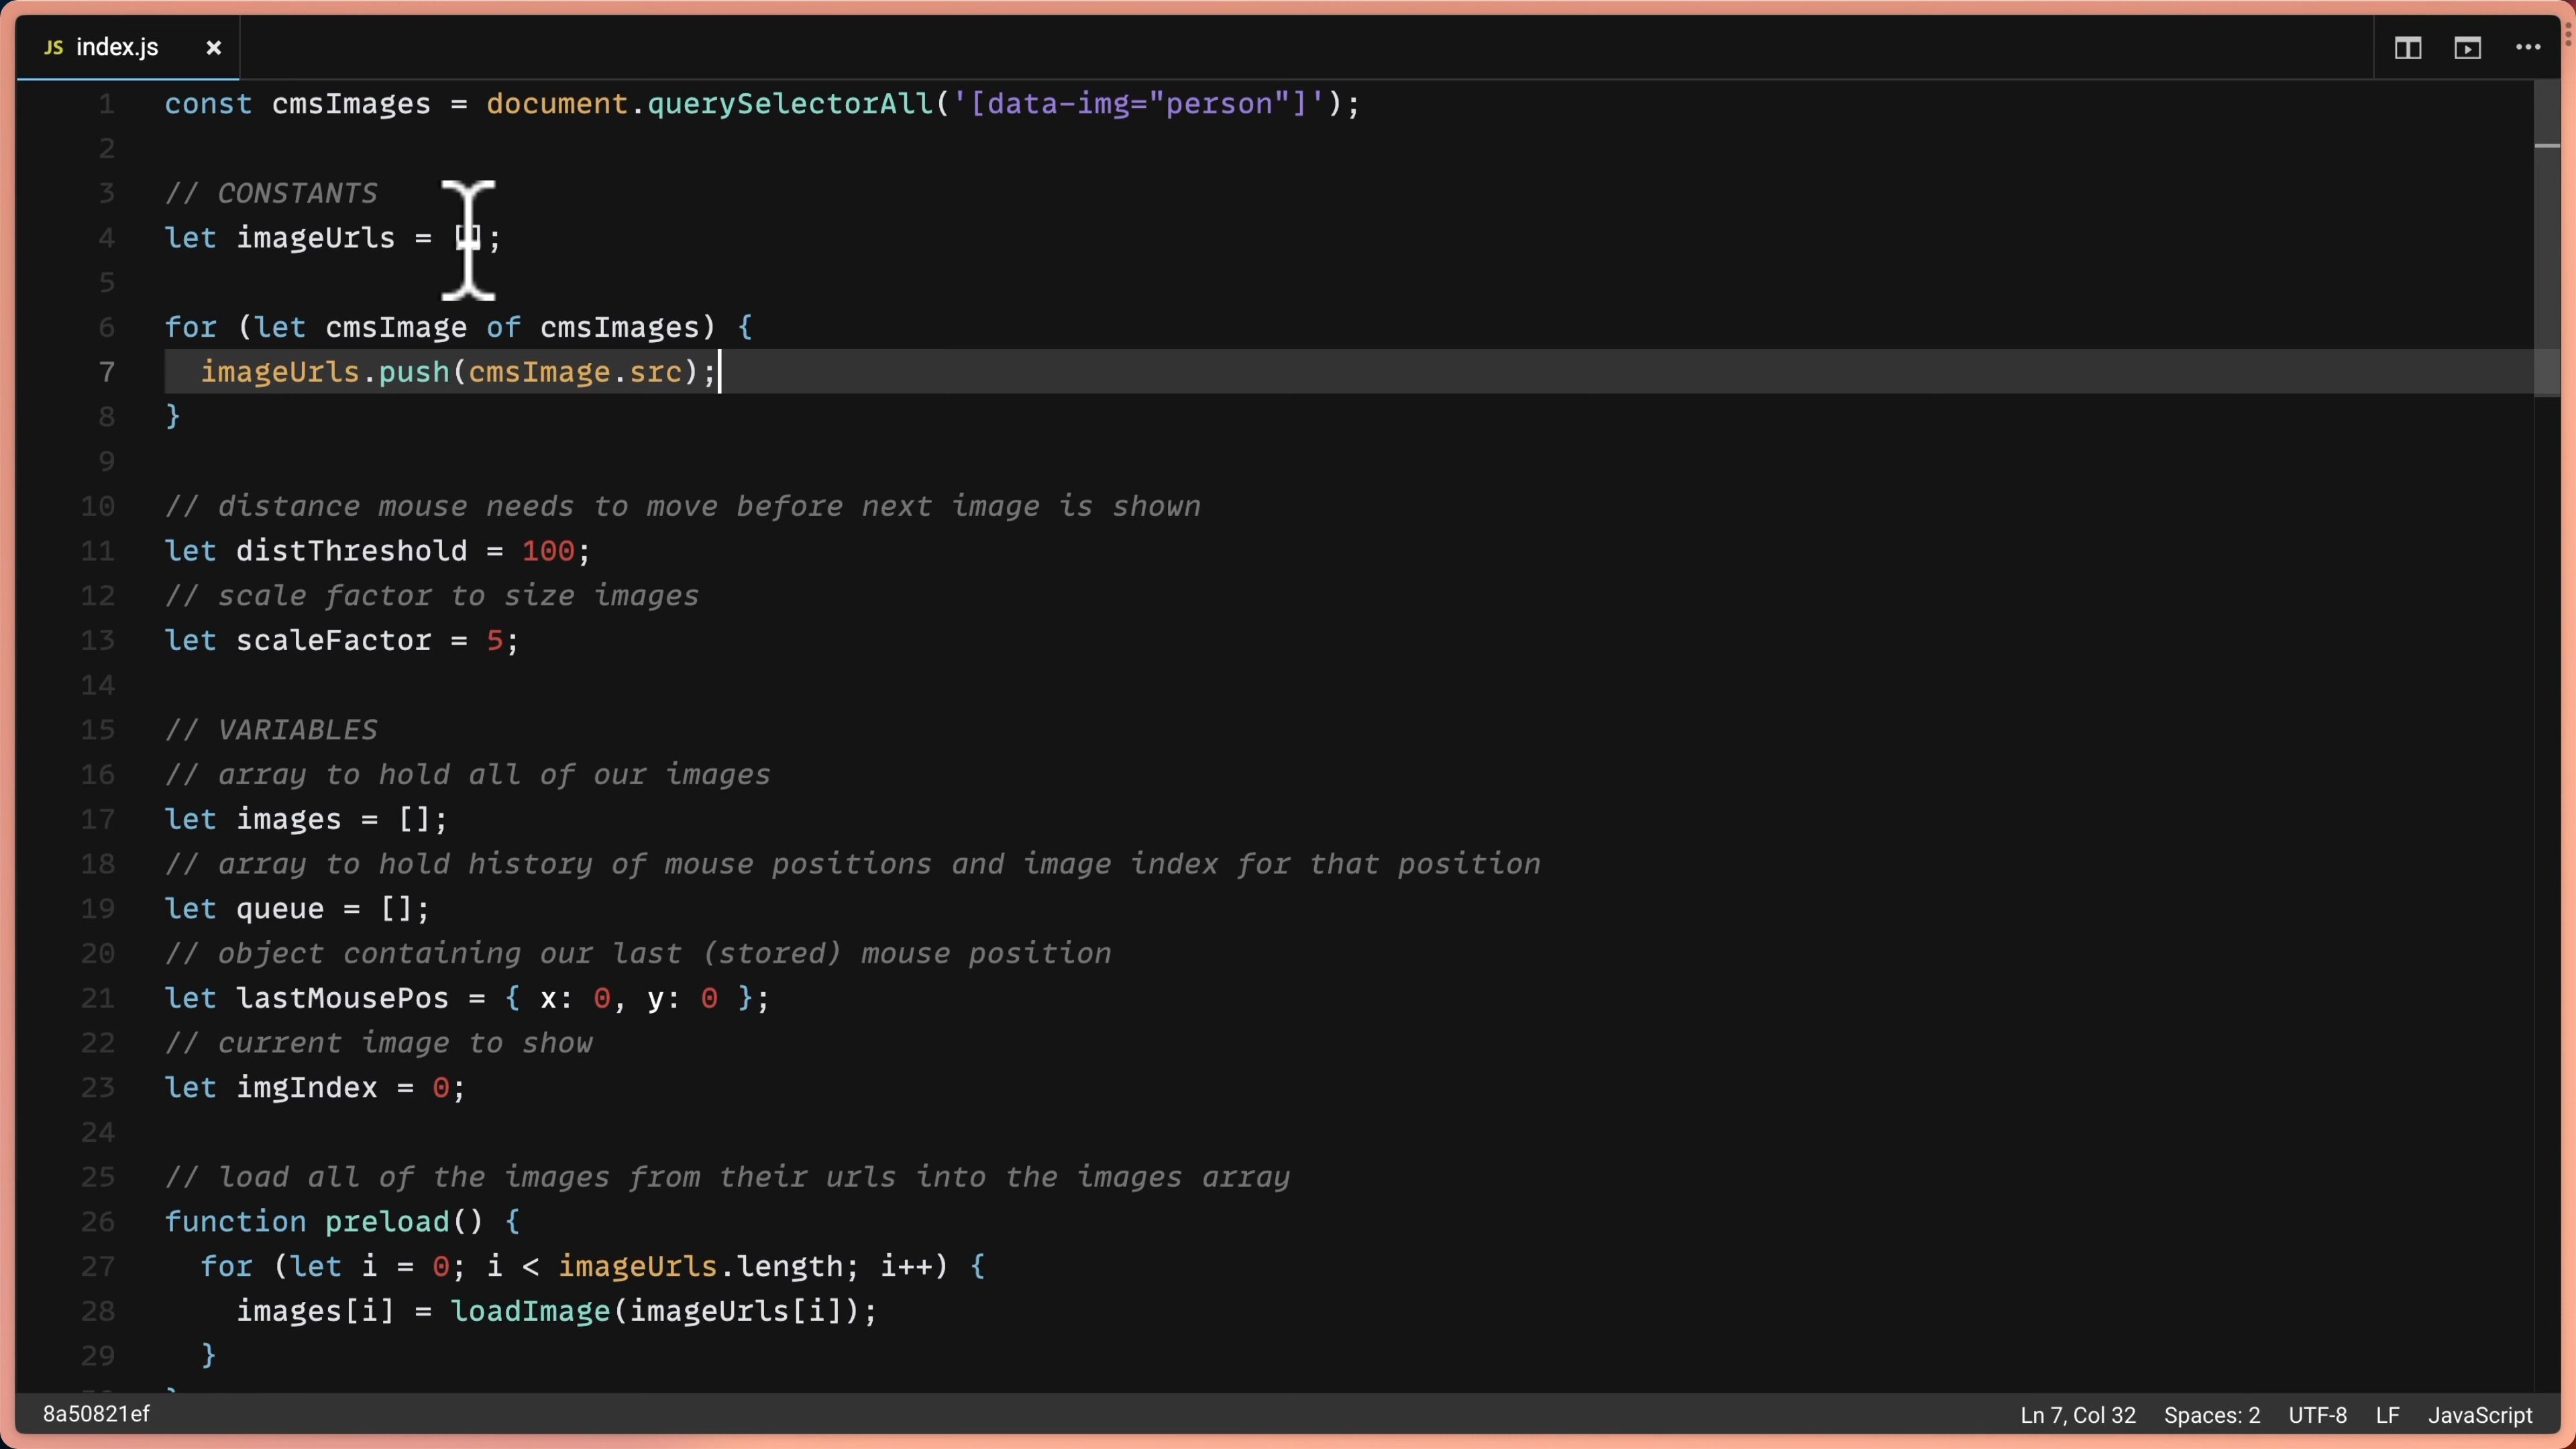 JS index.js ×
1 const cmsImages = document.querySelectorAll('[data-img="person"]');
2
3 // CONSTANTS
4 let imageUrls = [];
5
6 for (let cmsImage of cmsImages) {
7   imageUrls.push(cmsImage.src);
8 }
9
10 // distance mouse needs to move before next image is shown
11 let distThreshold = 100;
12 // scale factor to size images
13 let scaleFactor = 5;
14
15 // VARIABLES
16 // array to hold all of our images
17 let images = [];
18 // array to hold history of mouse positions and image index for that position
19 let queue = [];
20 // object containing our last (stored) mouse position
21 let lastMousePos = { x: 0, y: 0 };
22 // current image to show
23 let imgIndex = 0;
24
25 // load all of the images from their urls into the images array
26 function preload() {
27   for (let i = 0; i < imageUrls.length; i++) {
28     images[i] = loadImage(imageUrls[i]);
29   }
8a50821ef Ln 7, Col 32 Spaces: 2 UTF-8 LF JavaScript